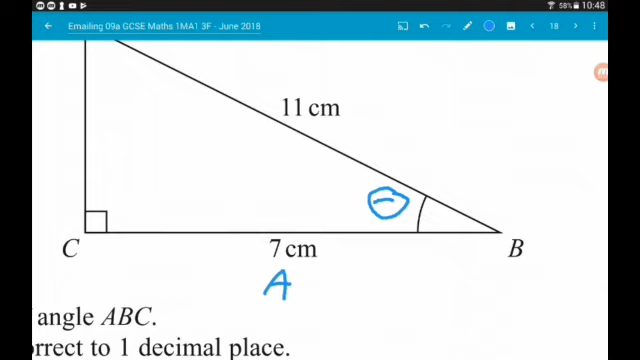 58% 10:48
Emailing 09a GCSE Maths 1MA1 3F - June 2018
18
11 cm
θ
C
7 cm
B
A
angle ABC.
orrect to 1 decimal place.